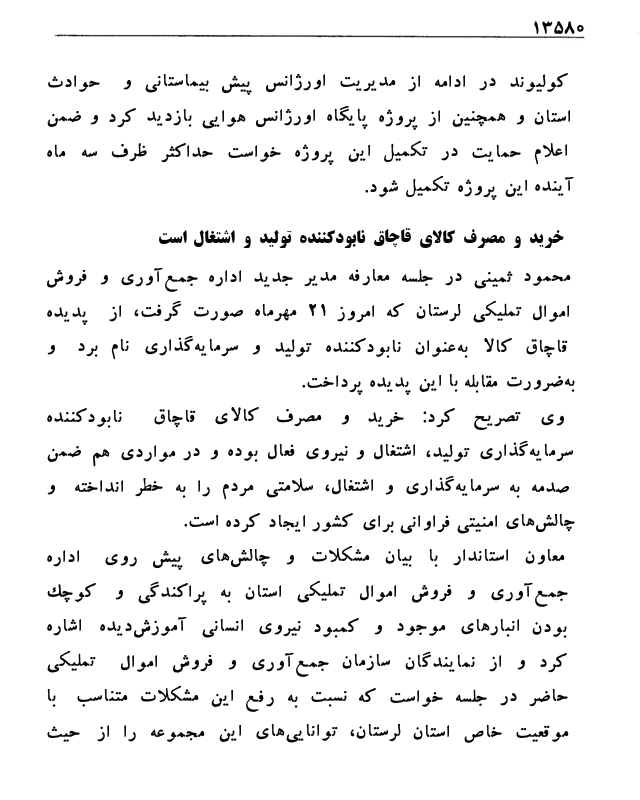 ۱۳۵۸۰
کولیوند در ادامه از مدیریت اورژانس پیش بیماستانی و حوادث
استان و همچنین از پروژه پایگاه اورژانس هوایی بازدید کرد و ضمن
اعلام حمایت در تکمیل این پروژه خواست حداکثر ظرف سه ماه
آینده این پروژه تکمیل شود.
خرید و مصرف کالای قاچاق نابودکننده تولید و اشتغال است
محمود ثمینی در جلسه معارفه مدیر جدید اداره جمع‌آوری و فروش
اموال تملیکی لرستان که امروز ۲۱ مهرماه صورت گرفت، از پدیده
قاچاق کالا به‌عنوان نابودکننده تولید و سرمایه‌گذاری نام برد و
به‌ضرورت مقابله با این پدیده پرداخت.
وی تصریح کرد: خرید و مصرف کالای قاچاق نابودکننده
سرمایه‌گذاری تولید، اشتغال و نیروی فعال بوده و در مواردی هم ضمن
صدمه به سرمایه‌گذاری و اشتغال، سلامتی مردم را به خطر انداخته و
چالش‌های امنیتی فراوانی برای کشور ایجاد کرده است.
معاون استاندار با بیان مشکلات و چالش‌های پیش روی اداره
جمع‌آوری و فروش اموال تملیکی استان به پراکندگی و کوچك
بودن انبارهای موجود و کمبود نیروی انسانی آموزش‌دیده اشاره
کرد و از نمایندگان سازمان جمع‌آوری و فروش اموال تملیکی
حاضر در جلسه خواست که نسبت به رفع این مشکلات متناسب با
موقعیت خاص استان لرستان، توانایی‌های این مجموعه را از حیث